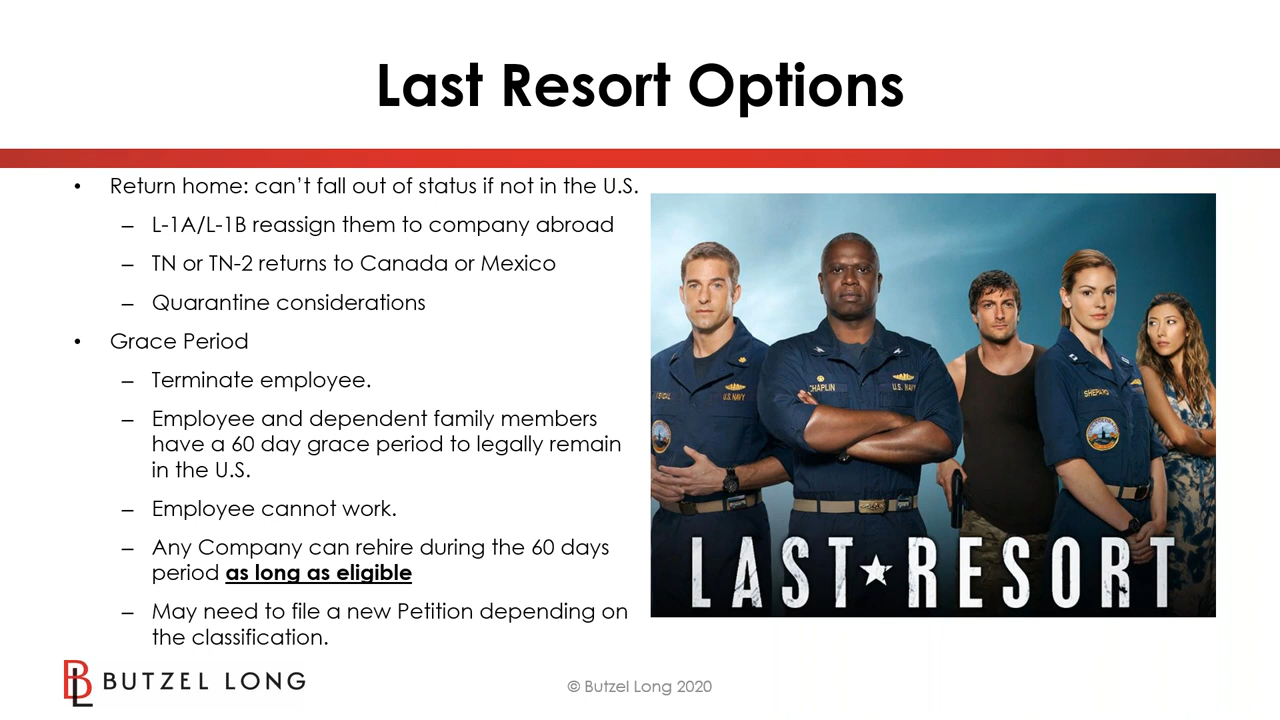 Last Resort Options
• Return home: can’t fall out of status if not in the U.S.
– L-1A/L-1B reassign them to company abroad
– TN or TN-2 returns to Canada or Mexico
– Quarantine considerations
• Grace Period
– Terminate employee.
– Employee and dependent family members
have a 60 day grace period to legally remain
in the U.S.
– Employee cannot work.
– Any Company can rehire during the 60 days
period as long as eligible
– May need to file a new Petition depending on
the classification.
U.S. NAVY
CHAPLIN
U.S. NAVY
SHEPARD
LAST★RESORT
BL BUTZEL LONG
© Butzel Long 2020